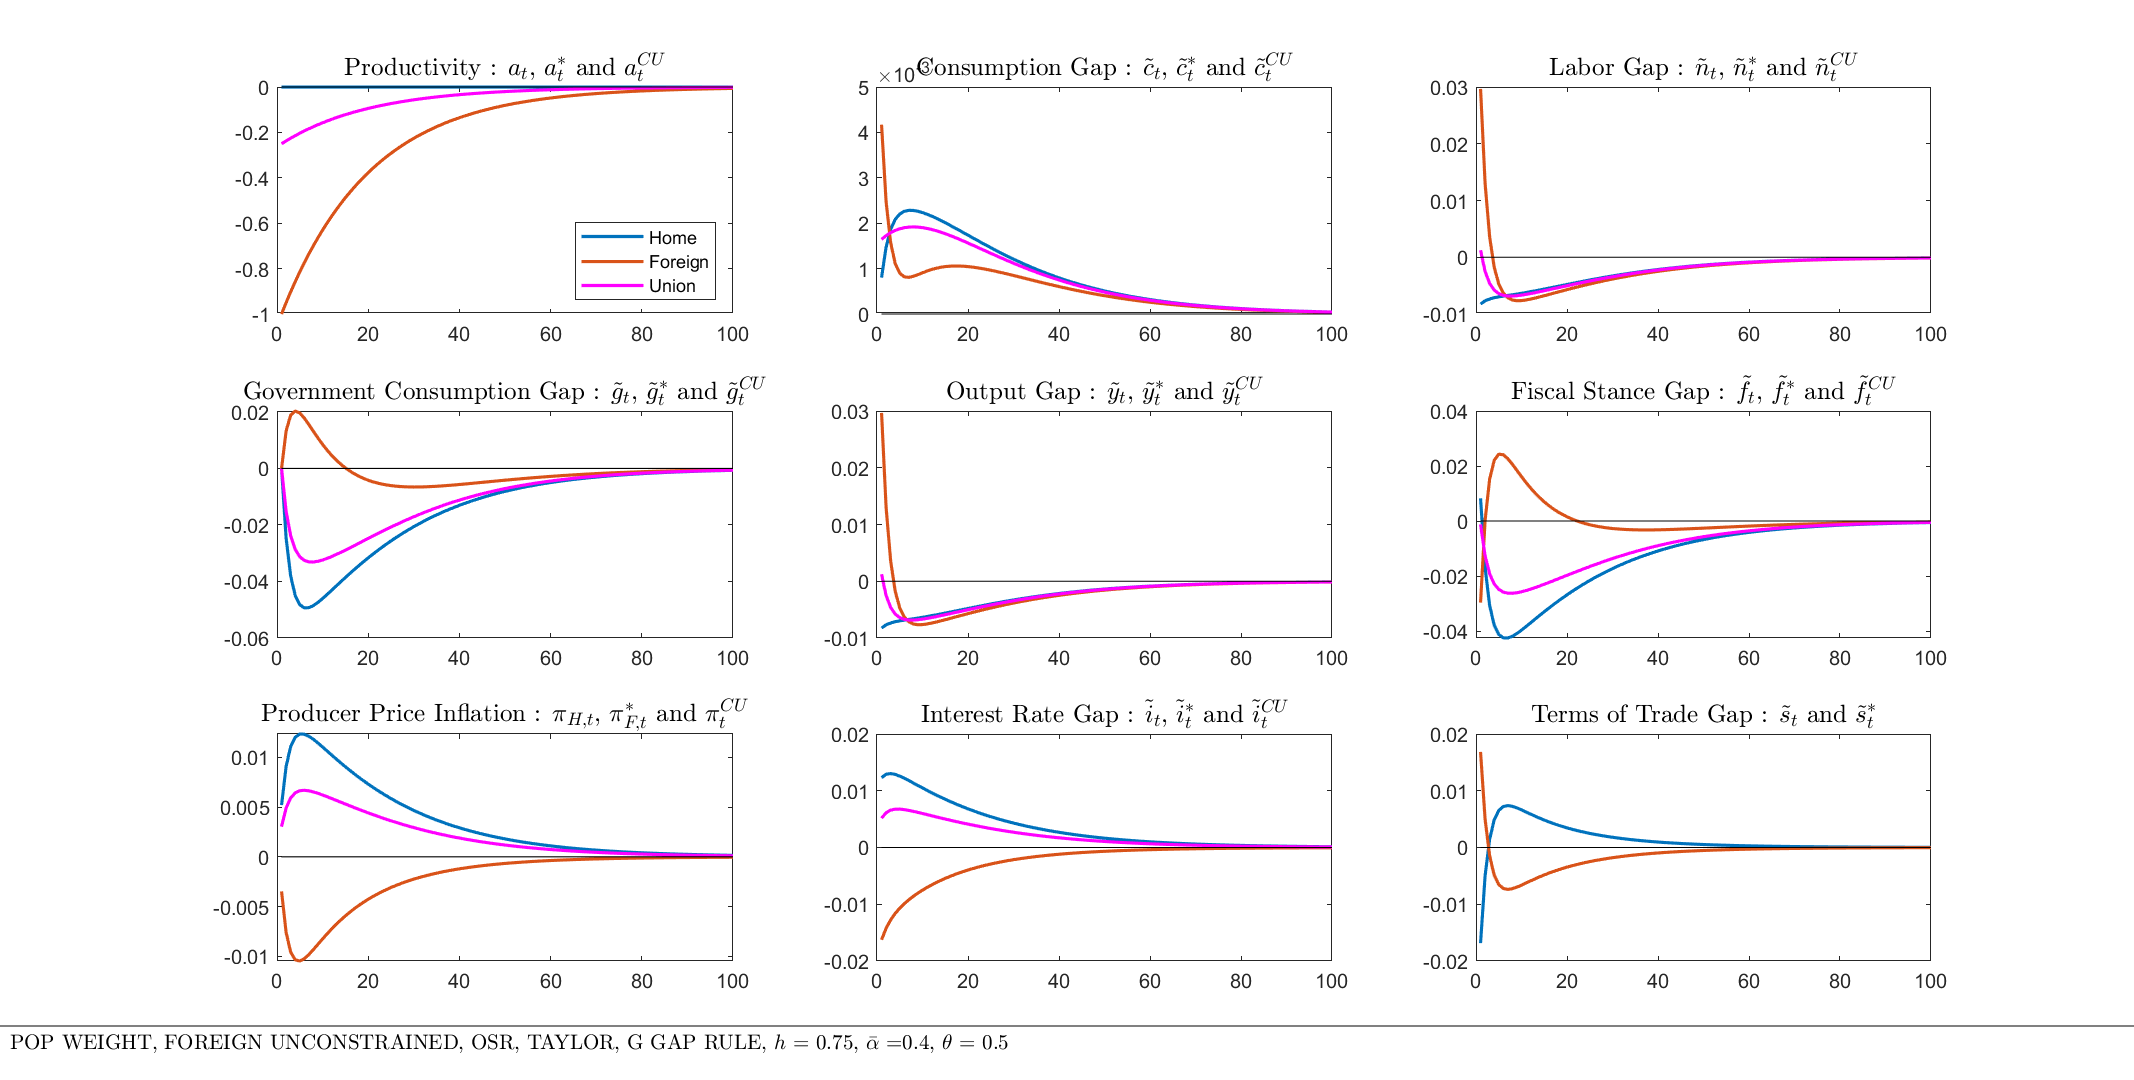 Productivity : a_t, a_t^* and a_t^{CU}
0
-0.2
-0.4
-0.6
-0.8
-1
0 20 40 60 80 100
Home
Foreign
Union
×10
Consumption Gap : c̃_t, c̃_t^* and c̃_t^{CU}
5
4
3
2
1
0
0 20 40 60 80 100
Labor Gap : ñ_t, ñ_t^* and ñ_t^{CU}
0.03
0.02
0.01
0
-0.01
0 20 40 60 80 100
Government Consumption Gap : g̃_t, g̃_t^* and g̃_t^{CU}
0.02
0
-0.02
-0.04
-0.06
0 20 40 60 80 100
Output Gap : ỹ_t, ỹ_t^* and ỹ_t^{CU}
0.03
0.02
0.01
0
-0.01
0 20 40 60 80 100
Fiscal Stance Gap : f̃_t, f̃_t^* and f̃_t^{CU}
0.04
0.02
0
-0.02
-0.04
0 20 40 60 80 100
Producer Price Inflation : π_{H,t}, π_{F,t}^* and π_t^{CU}
0.01
0.005
0
-0.005
-0.01
0 20 40 60 80 100
Interest Rate Gap : ĩ_t, ĩ_t^* and ĩ_t^{CU}
0.02
0.01
0
-0.01
-0.02
0 20 40 60 80 100
Terms of Trade Gap : s̃_t and s̃_t^*
0.02
0.01
0
-0.01
-0.02
0 20 40 60 80 100
POP WEIGHT, FOREIGN UNCONSTRAINED, OSR, TAYLOR, G GAP RULE, h = 0.75, ᾱ =0.4, θ = 0.5